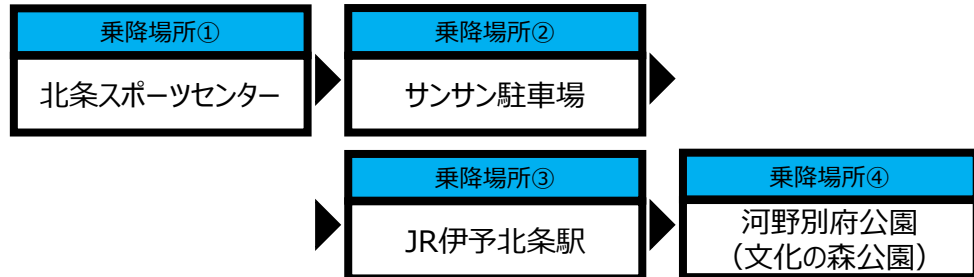 乗降場所①
北条スポーツセンター
乗降場所②
サンサン駐車場
乗降場所③
JR伊予北条駅
乗降場所④
河野別府公園
（文化の森公園）